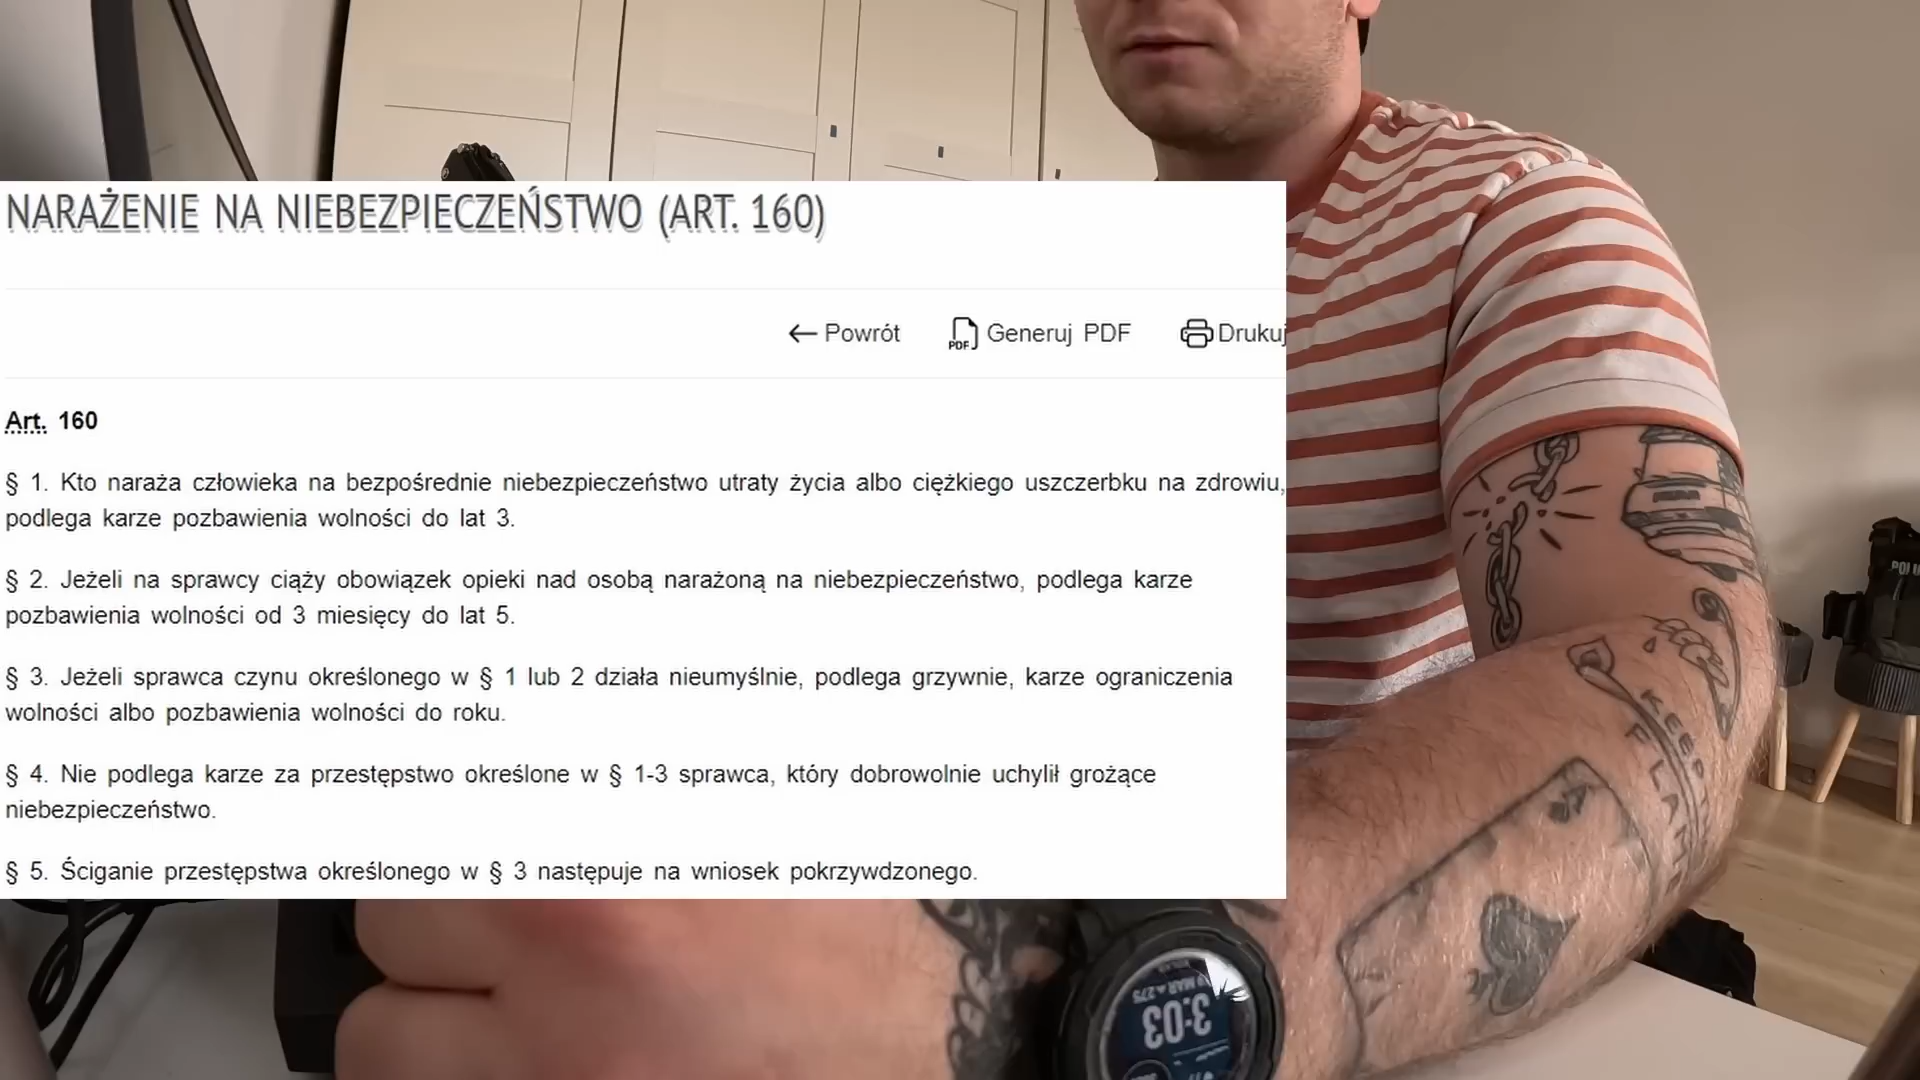 NARAŻENIE NA NIEBEZPIECZEŃSTWO (ART. 160)
Powrót
PDF Generuj PDF
Drukuj
Art. 160
§ 1. Kto naraża człowieka na bezpośrednie niebezpieczeństwo utraty życia albo ciężkiego uszczerbku na zdrowiu,
podlega karze pozbawienia wolności do lat 3.
§ 2. Jeżeli na sprawcy ciąży obowiązek opieki nad osobą narażoną na niebezpieczeństwo, podlega karze
pozbawienia wolności od 3 miesięcy do lat 5.
§ 3. Jeżeli sprawca czynu określonego w § 1 lub 2 działa nieumyślnie, podlega grzywnie, karze ograniczenia
wolności albo pozbawienia wolności do roku.
§ 4. Nie podlega karze za przestępstwo określone w § 1-3 sprawca, który dobrowolnie uchylił grożące
niebezpieczeństwo.
§ 5. Ściganie przestępstwa określonego w § 3 następuje na wniosek pokrzywdzonego.
KEEP
MAR
275
3:03